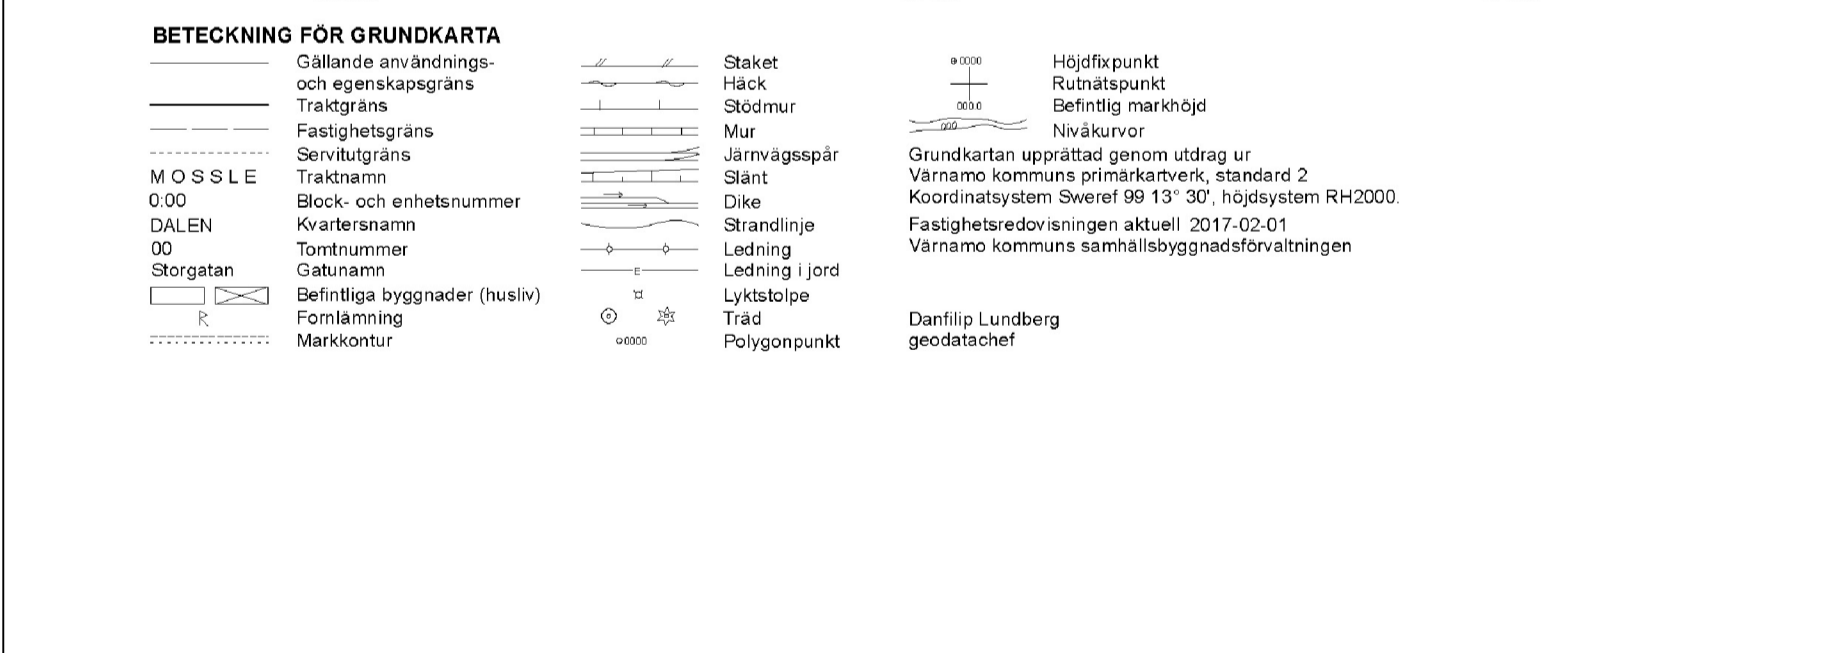 BETECKNING FÖR GRUNDKARTA
Gällande användnings-
och egenskapsgräns
Traktgräns
Fastighetsgräns
Servitutgräns
MOSSLE Traktnamn
0:00 Block- och enhetsnummer
DALEN Kvartersnamn
00 Tomtnummer
Storgatan Gatunamn
Befintliga byggnader (husliv)
R Fornlämning
Markkontur
Staket
Häck
Stödmur
Mur
Järnvägsspår
Slänt
Dike
Strandlinje
Ledning
E Ledning i jord
Lyktstolpe
Träd
0000 Polygonpunkt
0000 Höjdfixpunkt
Rutnätspunkt
000.0 Befintlig markhöjd
000 Nivåkurvor
Grundkartan upprättad genom utdrag ur
Värnamo kommuns primärkartverk, standard 2
Koordinatsystem Sweref 99 13° 30', höjdsystem RH2000.
Fastighetsredovisningen aktuell 2017-02-01
Värnamo kommuns samhällsbyggnadsförvaltningen
Danfilip Lundberg
geodatachef